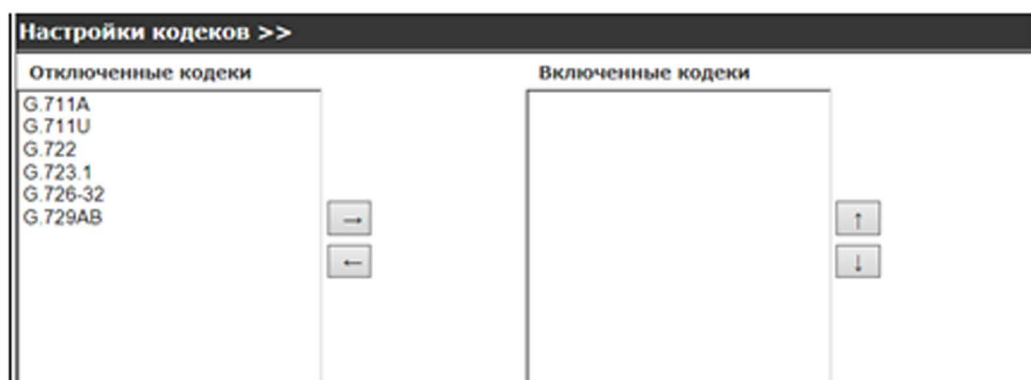 Настройки кодеков >>
Отключенные кодеки
Включенные кодеки
G.711A
G.711U
G.722
G.723.1
G.726-32
G.729AB
→
←
↑
↓